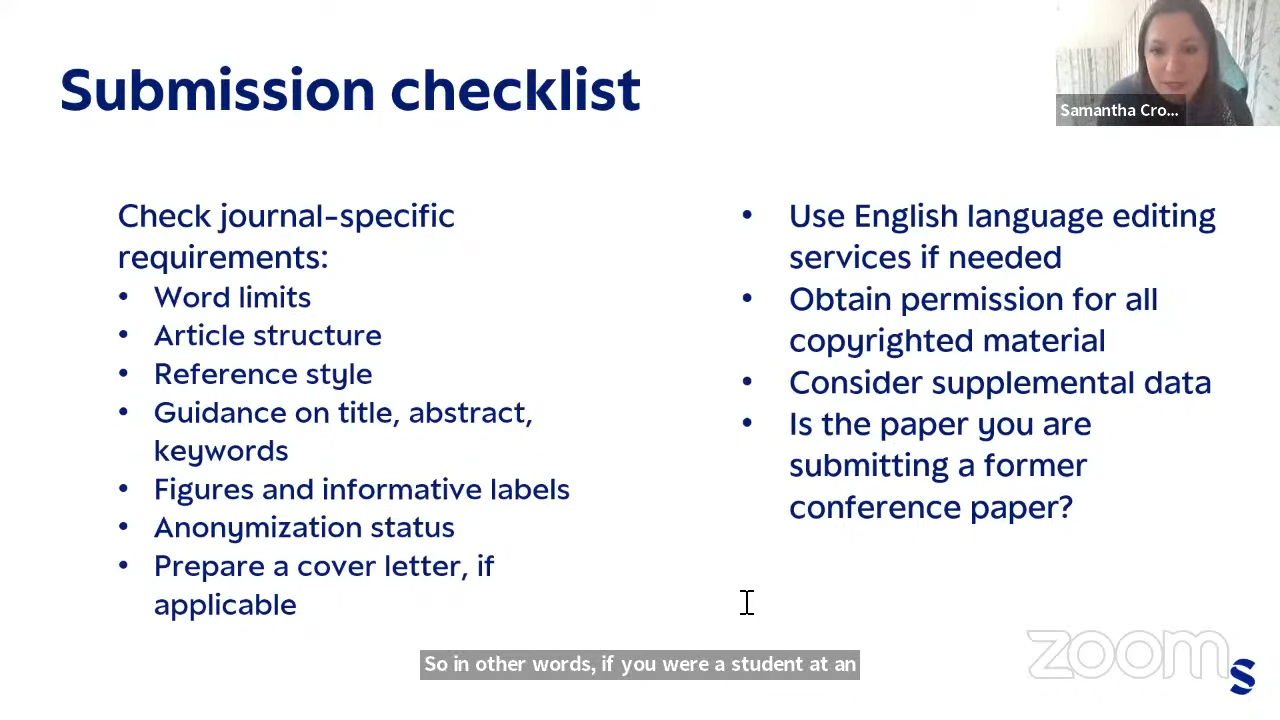 Submission checklist
Samantha Cro...
Check journal-specific
requirements:
• Word limits
• Article structure
• Reference style
• Guidance on title, abstract,
keywords
• Figures and informative labels
• Anonymization status
• Prepare a cover letter, if
applicable
• Use English language editing
services if needed
• Obtain permission for all
copyrighted material
• Consider supplemental data
• Is the paper you are
submitting a former
conference paper?
So in other words, if you were a student at an
zoom
S